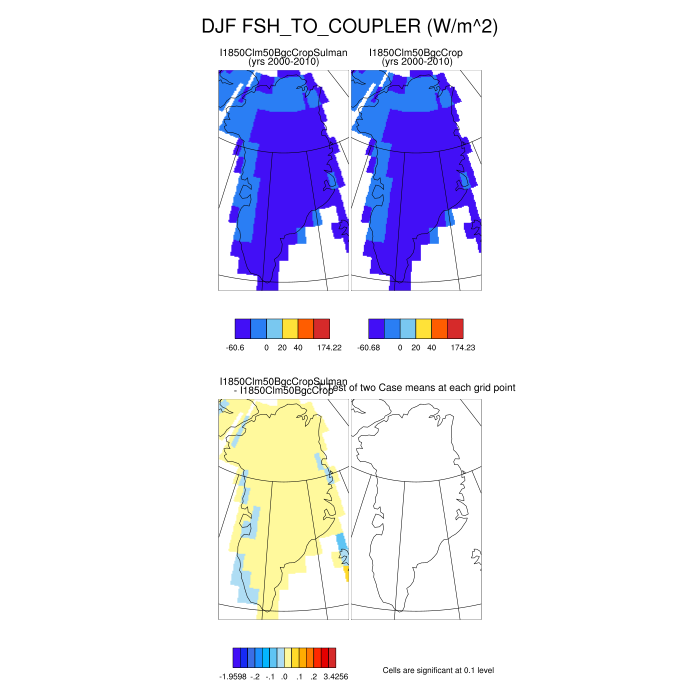 DJF FSH_TO_COUPLER (W/m^2)
I1850Clm50BgcCropSulman
(yrs 2000-2010)
I1850Clm50BgcCrop
(yrs 2000-2010)
-60.6 0 20 40 174.22
-60.68 0 20 40 174.23
I1850Clm50BgcCropSulman
- I1850Clm50BgcCrop
Test of two Case means at each grid point
-1.9598 -.2 -.1 .0 .1 .2 3.4256
Cells are significant at 0.1 level